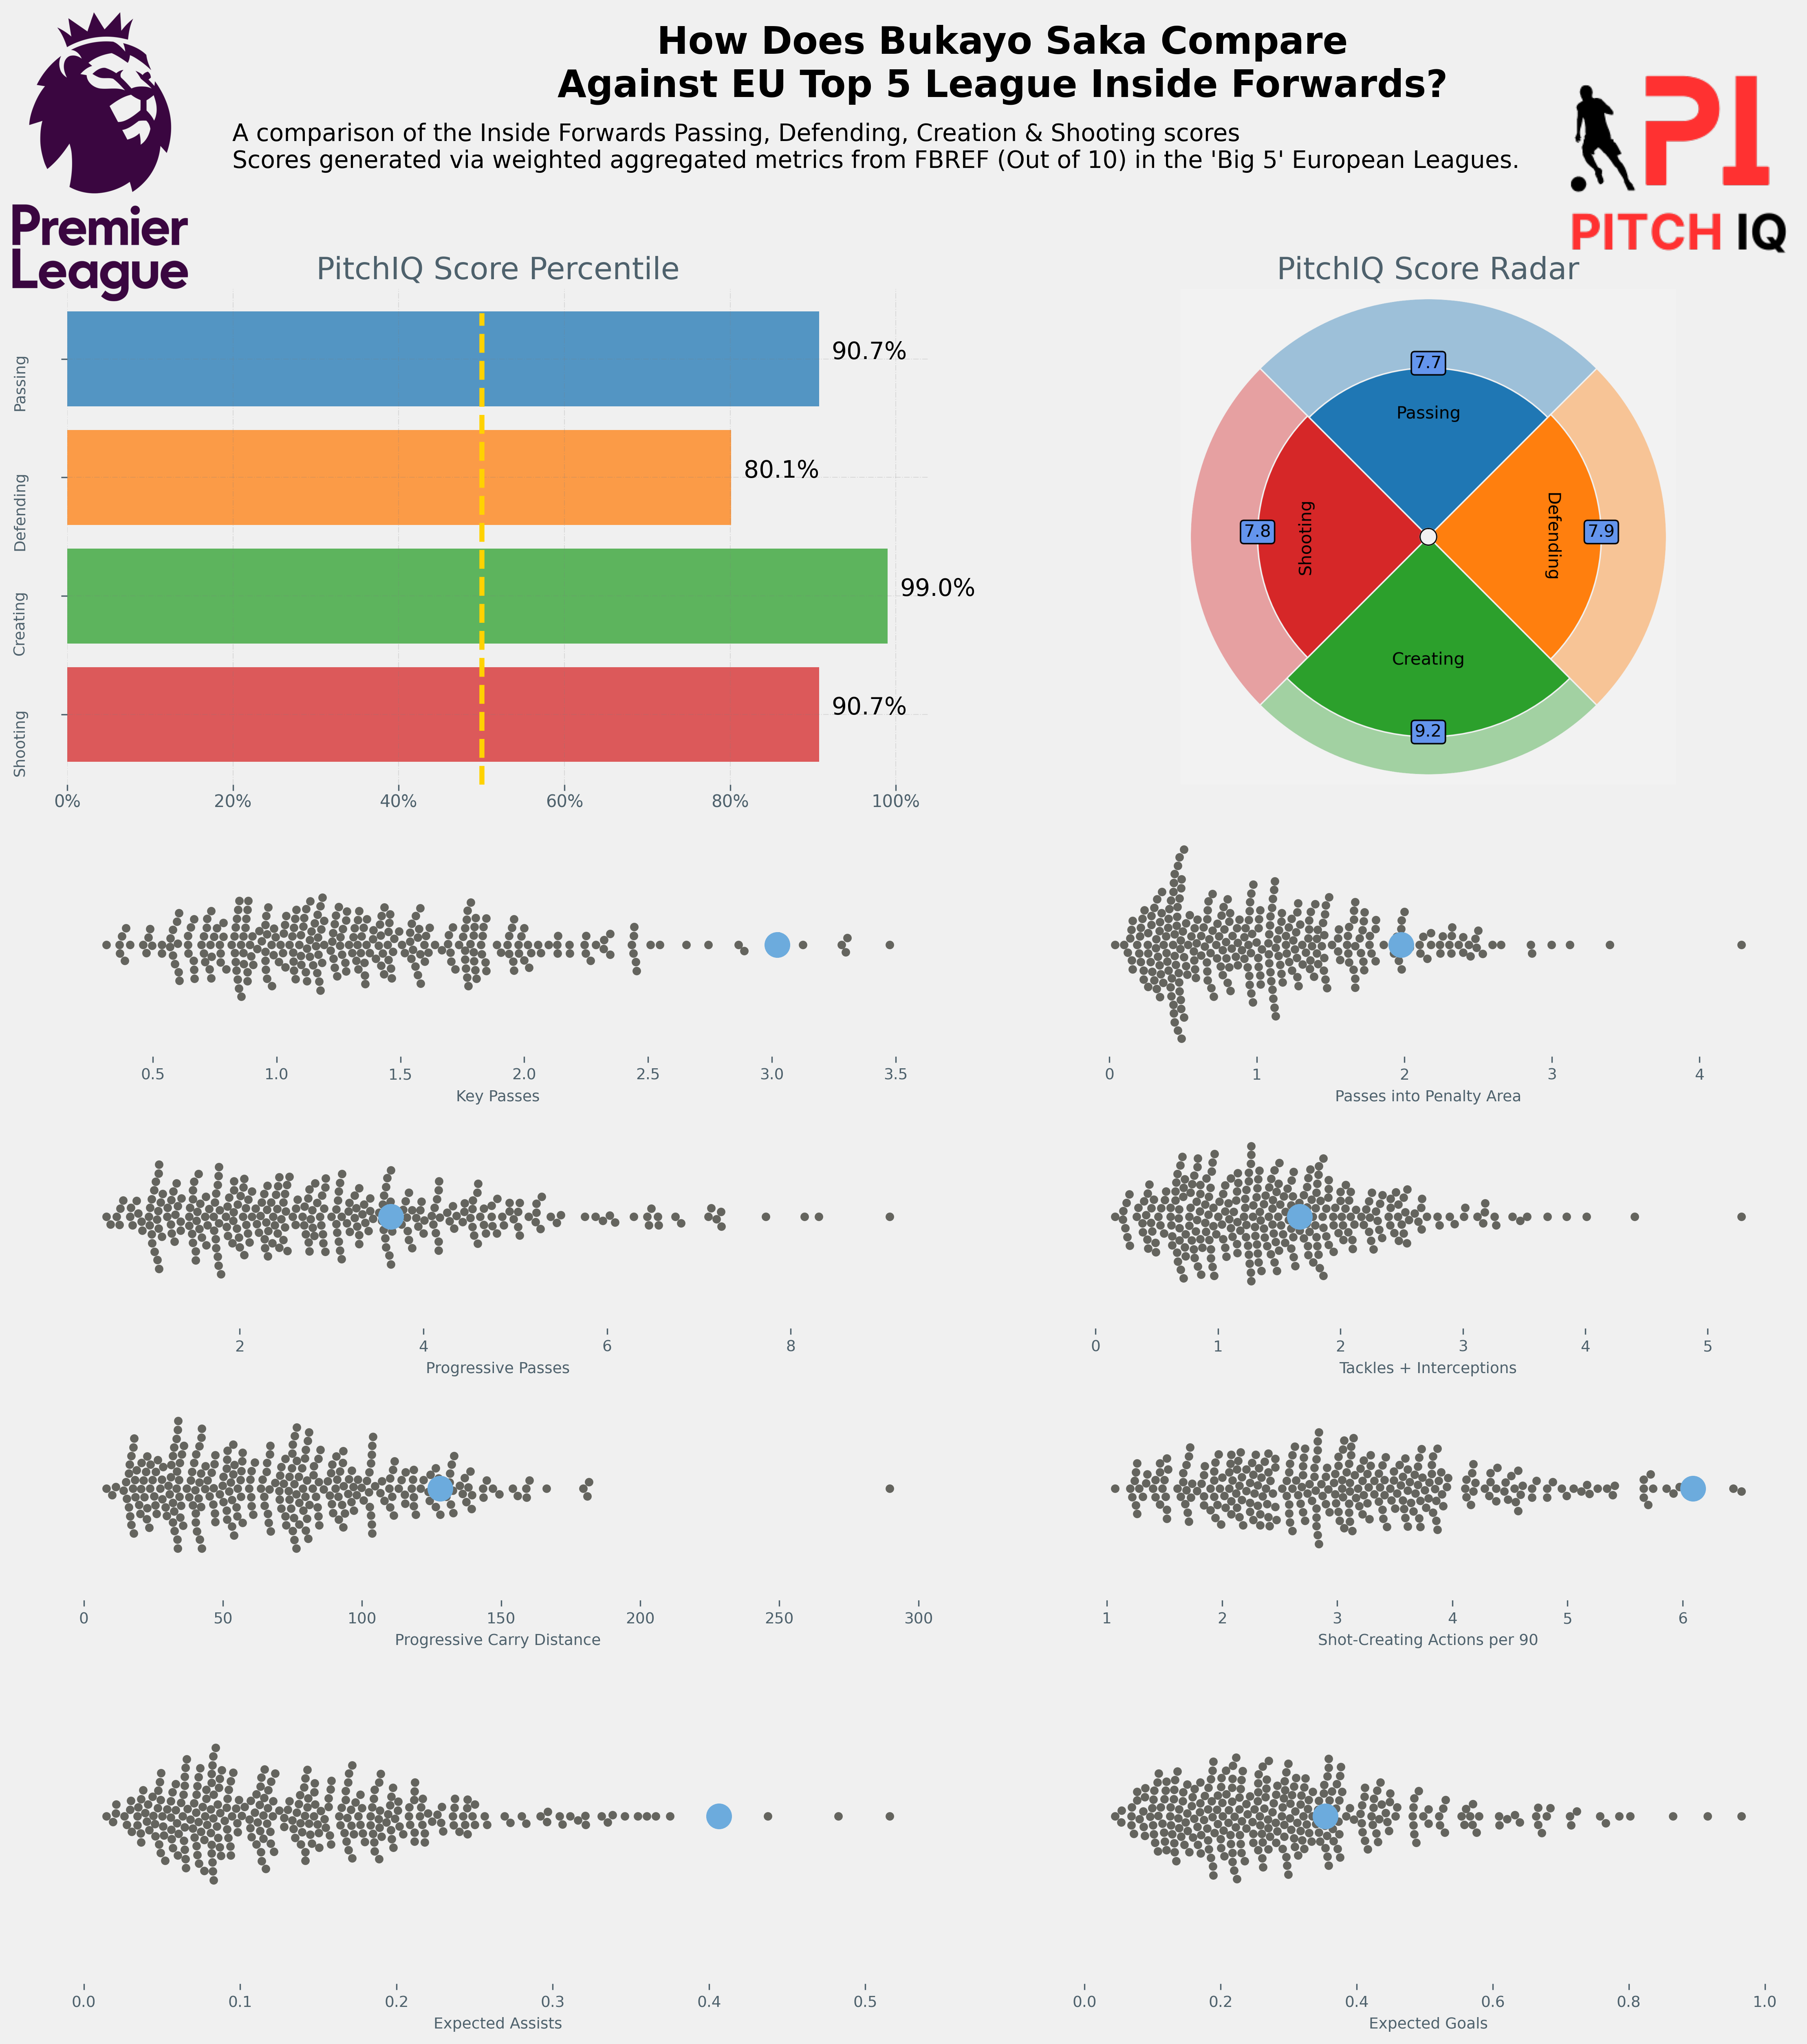 How Does Bukayo Saka Compare
Against EU Top 5 League Inside Forwards?
A comparison of the Inside Forwards Passing, Defending, Creation & Shooting scores
Scores generated via weighted aggregated metrics from FBREF (Out of 10) in the 'Big 5' European Leagues.
Premier
League
PI
PITCH IQ
PitchIQ Score Percentile
Passing
90.7%
Defending
80.1%
Creating
99.0%
Shooting
90.7%
0% 20% 40% 60% 80% 100%
PitchIQ Score Radar
7.7
Passing
7.8
Shooting
Defending
7.9
Creating
9.2
0.5 1.0 1.5 2.0 2.5 3.0 3.5
Key Passes
0 1 2 3 4
Passes into Penalty Area
2 4 6 8
Progressive Passes
0 1 2 3 4 5
Tackles + Interceptions
0 50 100 150 200 250 300
Progressive Carry Distance
1 2 3 4 5 6
Shot-Creating Actions per 90
0.0 0.1 0.2 0.3 0.4 0.5
Expected Assists
0.0 0.2 0.4 0.6 0.8 1.0
Expected Goals